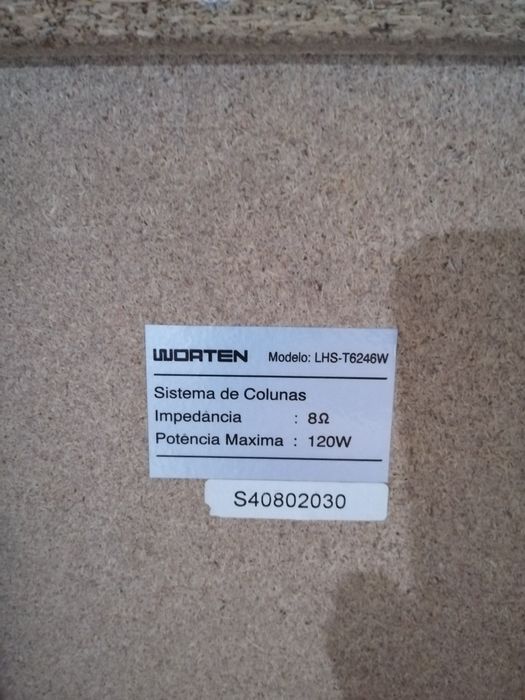 WORTEN Modelo: LHS-T6246W
Sistema de Colunas
Impedância : 8Ω
Potência Maxima : 120W
S40802030